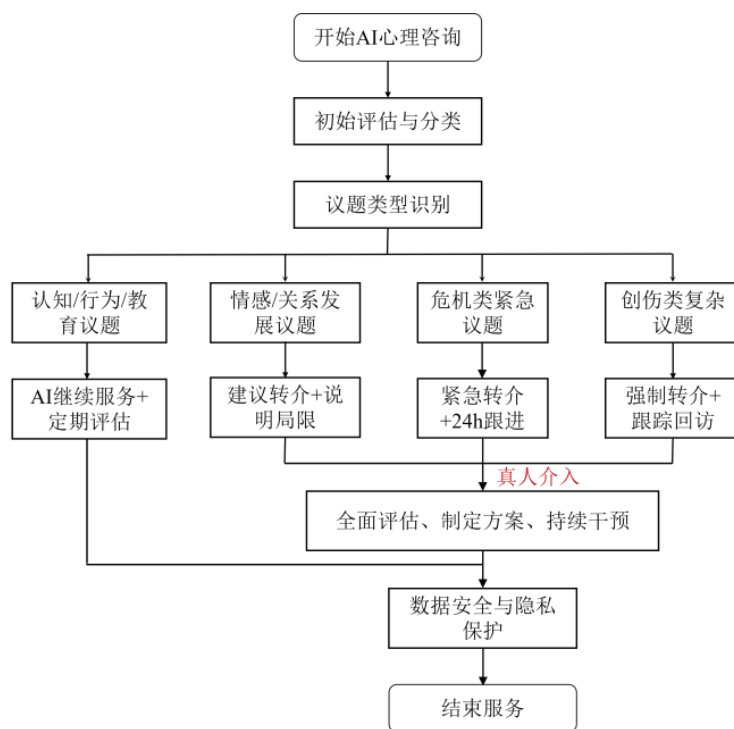 开始AI心理咨询
初始评估与分类
议题类型识别
认知/行为/教
育议题
情感/关系发
展议题
危机类紧急
议题
创伤类复杂
议题
AI继续服务+
定期评估
建议转介+说
明局限
紧急转介
+24h跟进
强制转介+
跟踪回访
真人介入
全面评估、制定方案、持续干预
数据安全与隐私
保护
结束服务